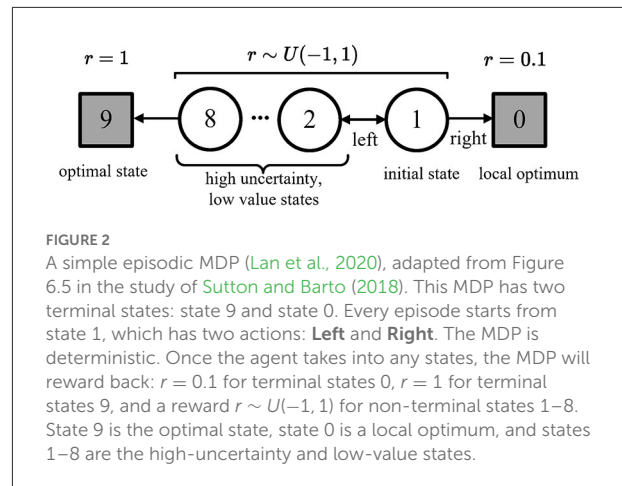 r = 1
r ∼ U(−1, 1)
r = 0.1
9
8
···
2
1
0
left
right
optimal state
high uncertainty,
low value states
initial state
local optimum
FIGURE 2
A simple episodic MDP (Lan et al., 2020), adapted from Figure
6.5 in the study of Sutton and Barto (2018). This MDP has two
terminal states: state 9 and state 0. Every episode starts from
state 1, which has two actions: Left and Right. The MDP is
deterministic. Once the agent takes into any states, the MDP will
reward back: r = 0.1 for terminal states 0, r = 1 for terminal
states 9, and a reward r ∼ U(−1, 1) for non-terminal states 1–8.
State 9 is the optimal state, state 0 is a local optimum, and states
1–8 are the high-uncertainty and low-value states.